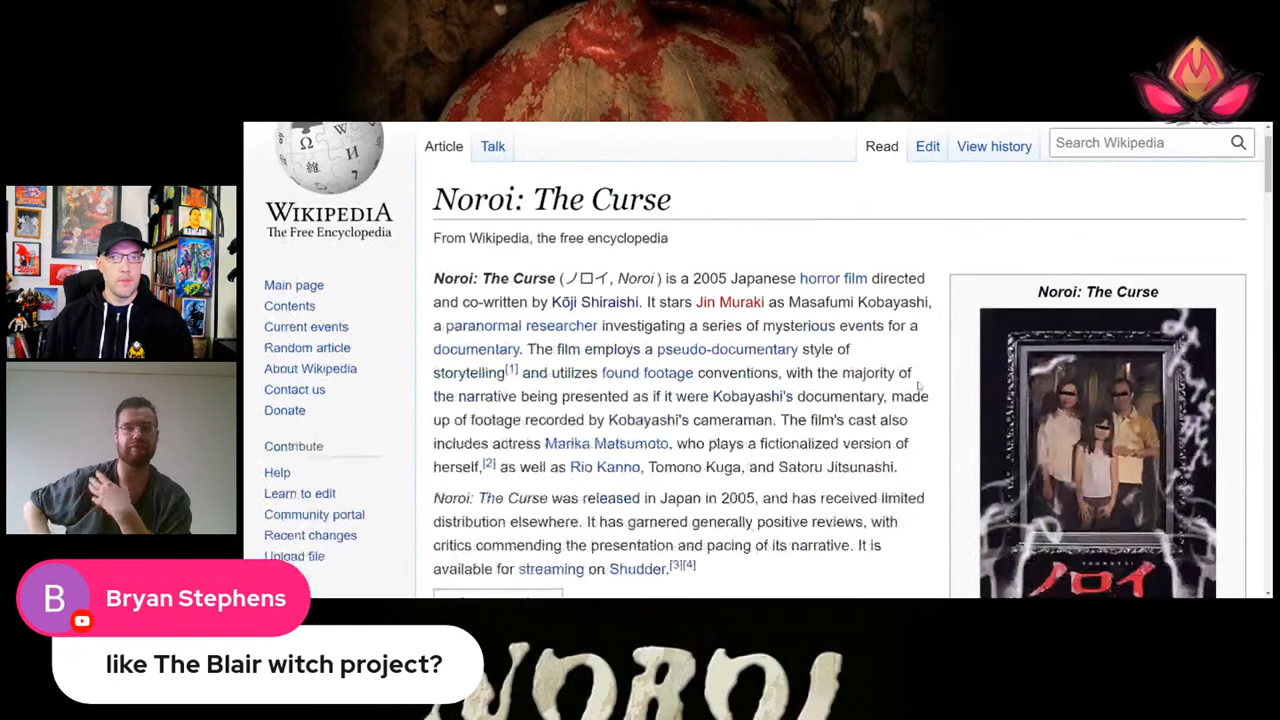 WIKIPEDIA
The Free Encyclopedia
Main page
Contents
Current events
Random article
About Wikipedia
Contact us
Donate
Contribute
Help
Learn to edit
Community portal
Recent changes
Upload file
Article Talk
Read Edit View history
Search Wikipedia
Noroi: The Curse
From Wikipedia, the free encyclopedia
Noroi: The Curse (ノロイ, Noroi) is a 2005 Japanese horror film directed
and co-written by Kōji Shiraishi. It stars Jin Muraki as Masafumi Kobayashi,
a paranormal researcher investigating a series of mysterious events for a
documentary. The film employs a pseudo-documentary style of
storytelling[1] and utilizes found footage conventions, with the majority of
the narrative being presented as if it were Kobayashi's documentary, made
up of footage recorded by Kobayashi's cameraman. The film's cast also
includes actress Marika Matsumoto, who plays a fictionalized version of
herself,[2] as well as Rio Kanno, Tomono Kuga, and Satoru Jitsunashi.
Noroi: The Curse was released in Japan in 2005, and has received limited
distribution elsewhere. It has garnered generally positive reviews, with
critics commending the presentation and pacing of its narrative. It is
available for streaming on Shudder.[3][4]
Noroi: The Curse
ノロイ
B
Bryan Stephens
like The Blair witch project?
NOROI